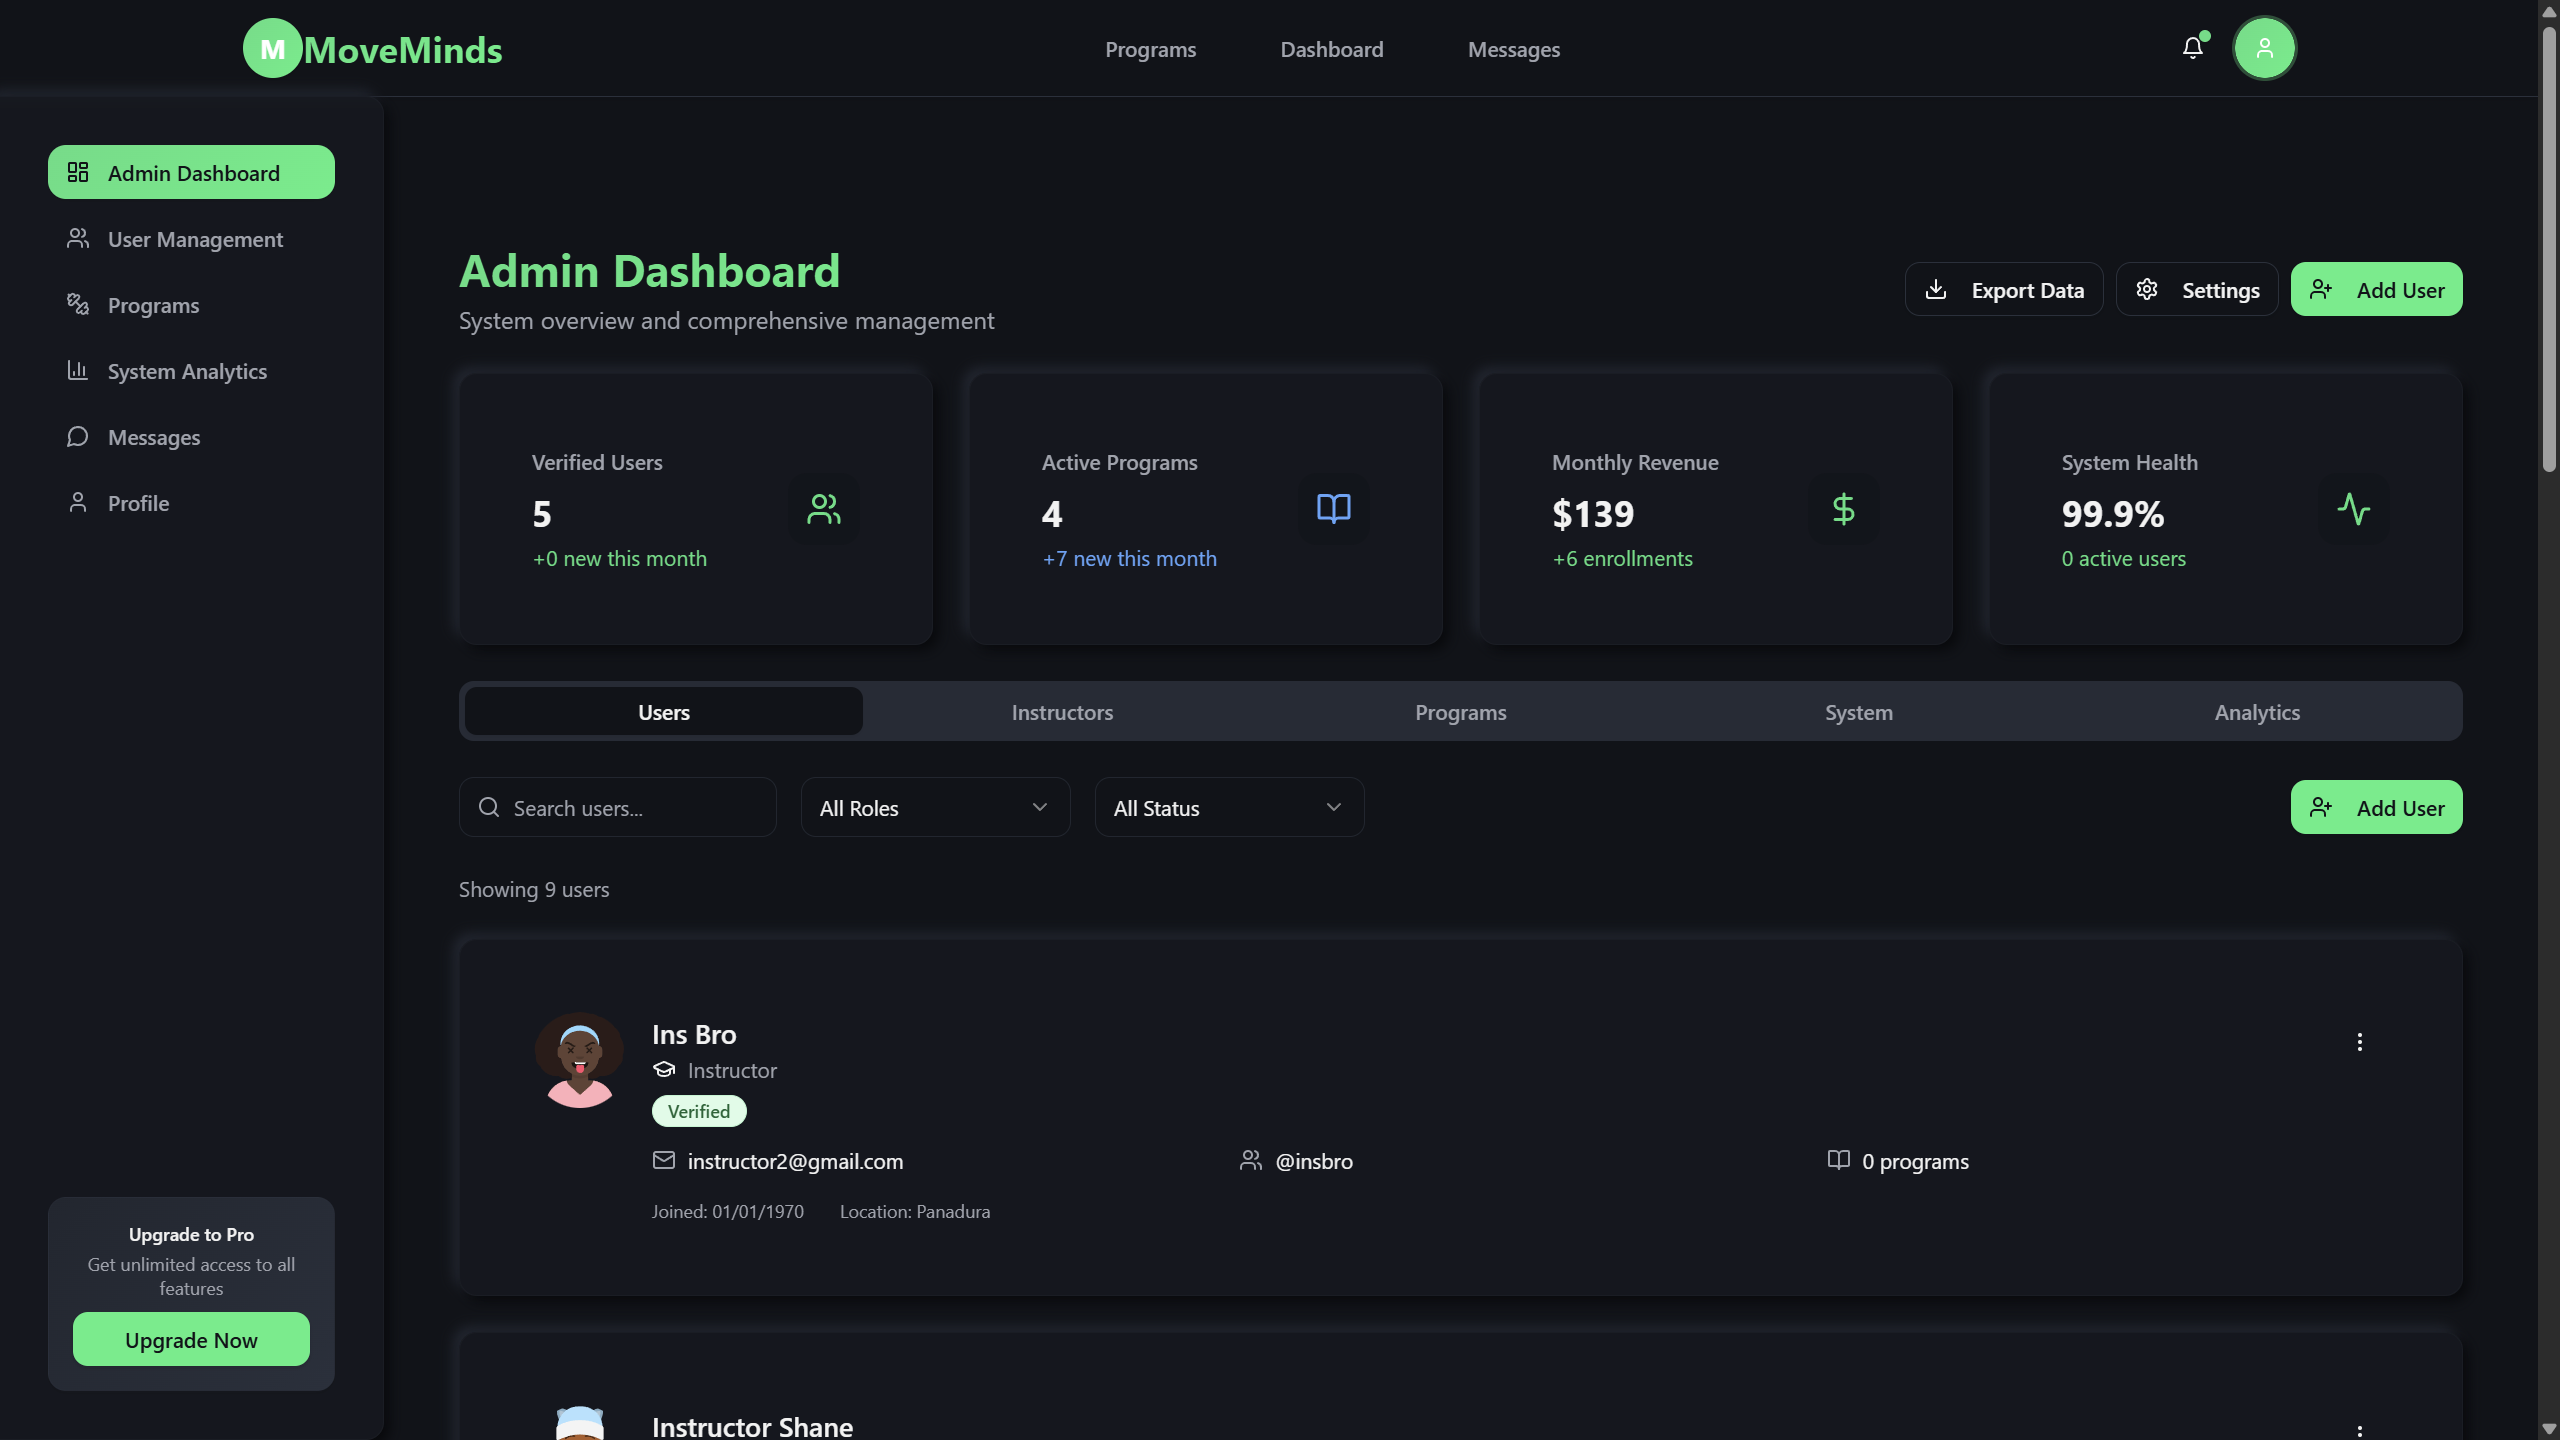 M MoveMinds
Programs
Dashboard
Messages
Admin Dashboard
User Management
Programs
System Analytics
Messages
Profile
Upgrade to Pro
Get unlimited access to all
features
Upgrade Now
Admin Dashboard
System overview and comprehensive management
Export Data
Settings
Add User
Verified Users
5
+0 new this month
Active Programs
4
+7 new this month
Monthly Revenue
$139
+6 enrollments
System Health
99.9%
0 active users
Users
Instructors
Programs
System
Analytics
Search users...
All Roles
All Status
Add User
Showing 9 users
Ins Bro
Instructor
Verified
instructor2@gmail.com
@insbro
0 programs
Joined: 01/01/1970
Location: Panadura
Instructor Shane